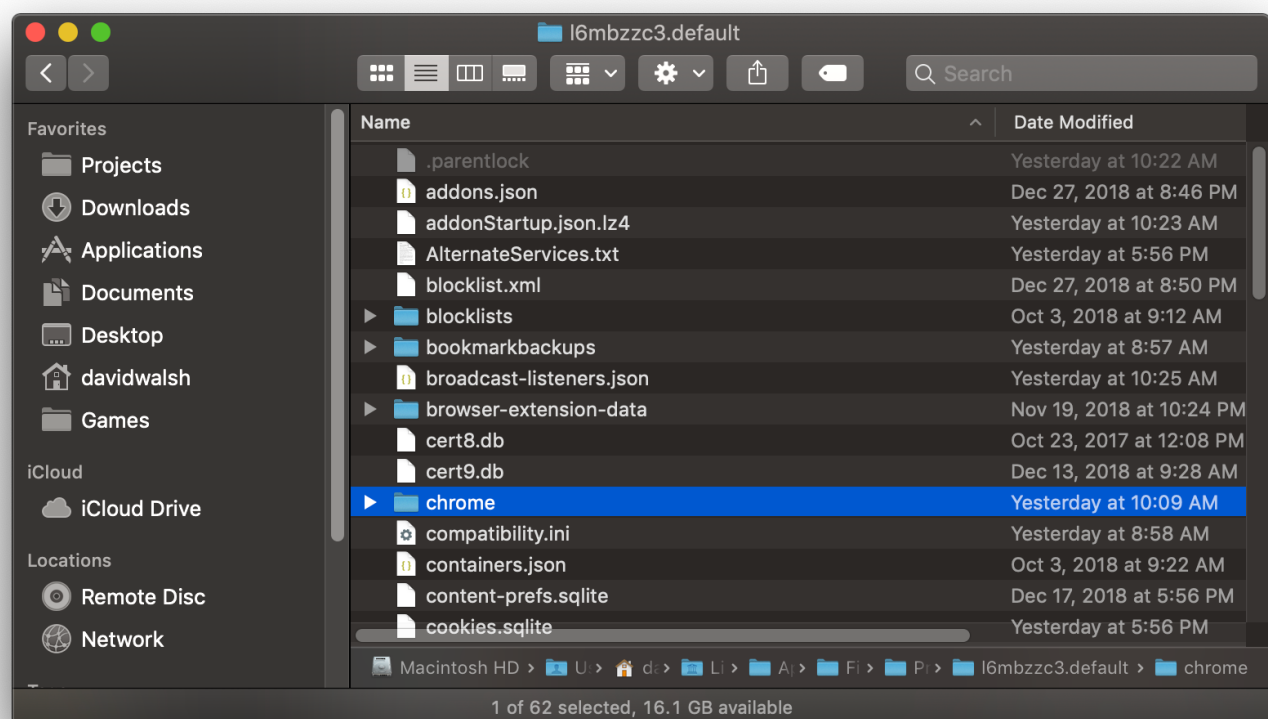 l6mbzzc3.default
Search
Favorites
Projects
Downloads
Applications
Documents
Desktop
davidwalsh
Games
iCloud
iCloud Drive
Locations
Remote Disc
Network
Name Date Modified
.parentlock Yesterday at 10:22 AM
addons.json Dec 27, 2018 at 8:46 PM
addonStartup.json.lz4 Yesterday at 10:23 AM
AlternateServices.txt Yesterday at 5:56 PM
blocklist.xml Dec 27, 2018 at 8:50 PM
blocklists Oct 3, 2018 at 9:12 AM
bookmarkbackups Yesterday at 8:57 AM
broadcast-listeners.json Yesterday at 10:25 AM
browser-extension-data Nov 19, 2018 at 10:24 PM
cert8.db Oct 23, 2017 at 12:08 PM
cert9.db Dec 13, 2018 at 9:28 AM
chrome Yesterday at 10:09 AM
compatibility.ini Yesterday at 8:58 AM
containers.json Oct 3, 2018 at 9:22 AM
content-prefs.sqlite Dec 17, 2018 at 5:56 PM
cookies.sqlite Yesterday at 5:56 PM
Macintosh HD › U › da › Li › A › Fi › P › l6mbzzc3.default › chrome
1 of 62 selected, 16.1 GB available